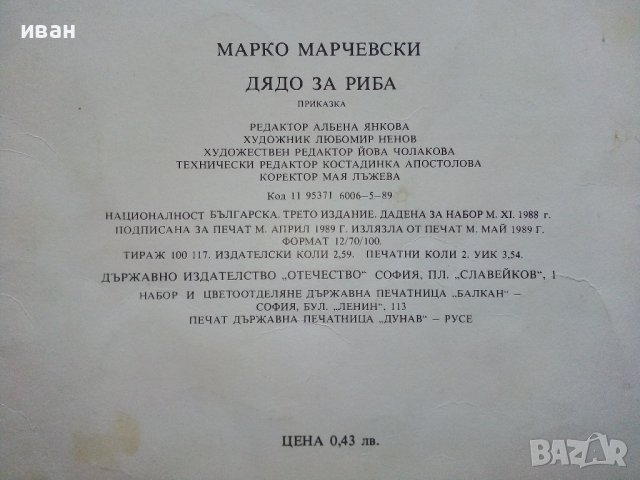 иван
МАРКО МАРЧЕВСКИ
ДЯДО ЗА РИБА
ПРИКАЗКА
РЕДАКТОР АЛБЕНА ЯНКОВА
ХУДОЖНИК ЛЮБОМИР НЕНОВ
ХУДОЖЕСТВЕН РЕДАКТОР ЙОВА ЧОЛАКОВА
ТЕХНИЧЕСКИ РЕДАКТОР КОСТАДИНКА АПОСТОЛОВА
КОРЕКТОР МАЯ ЛЪЖЕВА
Код 11 95371 6006–5–89
НАЦИОНАЛНОСТ БЪЛГАРСКА. ТРЕТО ИЗДАНИЕ. ДАДЕНА ЗА НАБОР М. XI. 1988 г.
ПОДПИСАНА ЗА ПЕЧАТ М. АПРИЛ 1989 Г. ИЗЛЯЗЛА ОТ ПЕЧАТ М. МАЙ 1989 Г.
ФОРМАТ 12/70/100.
ТИРАЖ 100 117. ИЗДАТЕЛСКИ КОЛИ 2,59. ПЕЧАТНИ КОЛИ 2. УИК 3,54.
ДЪРЖАВНО ИЗДАТЕЛСТВО „ОТЕЧЕСТВО“ СОФИЯ, ПЛ. „СЛАВЕЙКОВ“, 1
НАБОР И ЦВЕТООТДЕЛЯНЕ ДЪРЖАВНА ПЕЧАТНИЦА „БАЛКАН“ –
СОФИЯ, БУЛ. „ЛЕНИН“, 113
ПЕЧАТ ДЪРЖАВНА ПЕЧАТНИЦА „ДУНАВ“ – РУСЕ
ЦЕНА 0,43 лв.
BAZAR